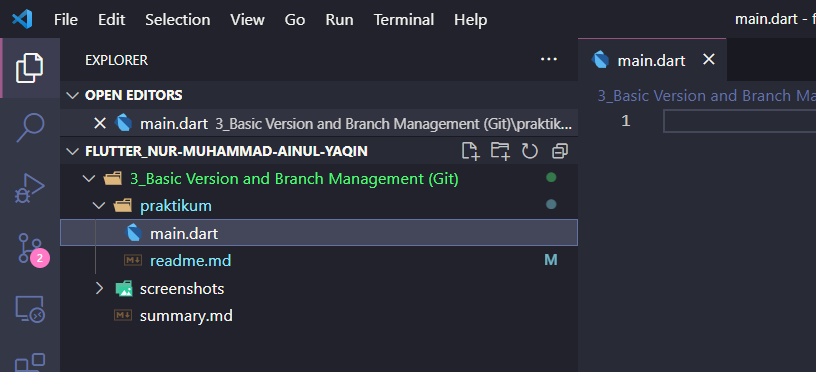 File Edit Selection View Go Run Terminal Help main.dart - f
EXPLORER ...
main.dart
OPEN EDITORS
main.dart 3_Basic Version and Branch Management (Git)\praktik...
3_Basic Version and Branch Ma
1
FLUTTER_NUR-MUHAMMAD-AINUL-YAQIN
3_Basic Version and Branch Management (Git)
praktikum
main.dart
readme.md M
2
screenshots
summary.md